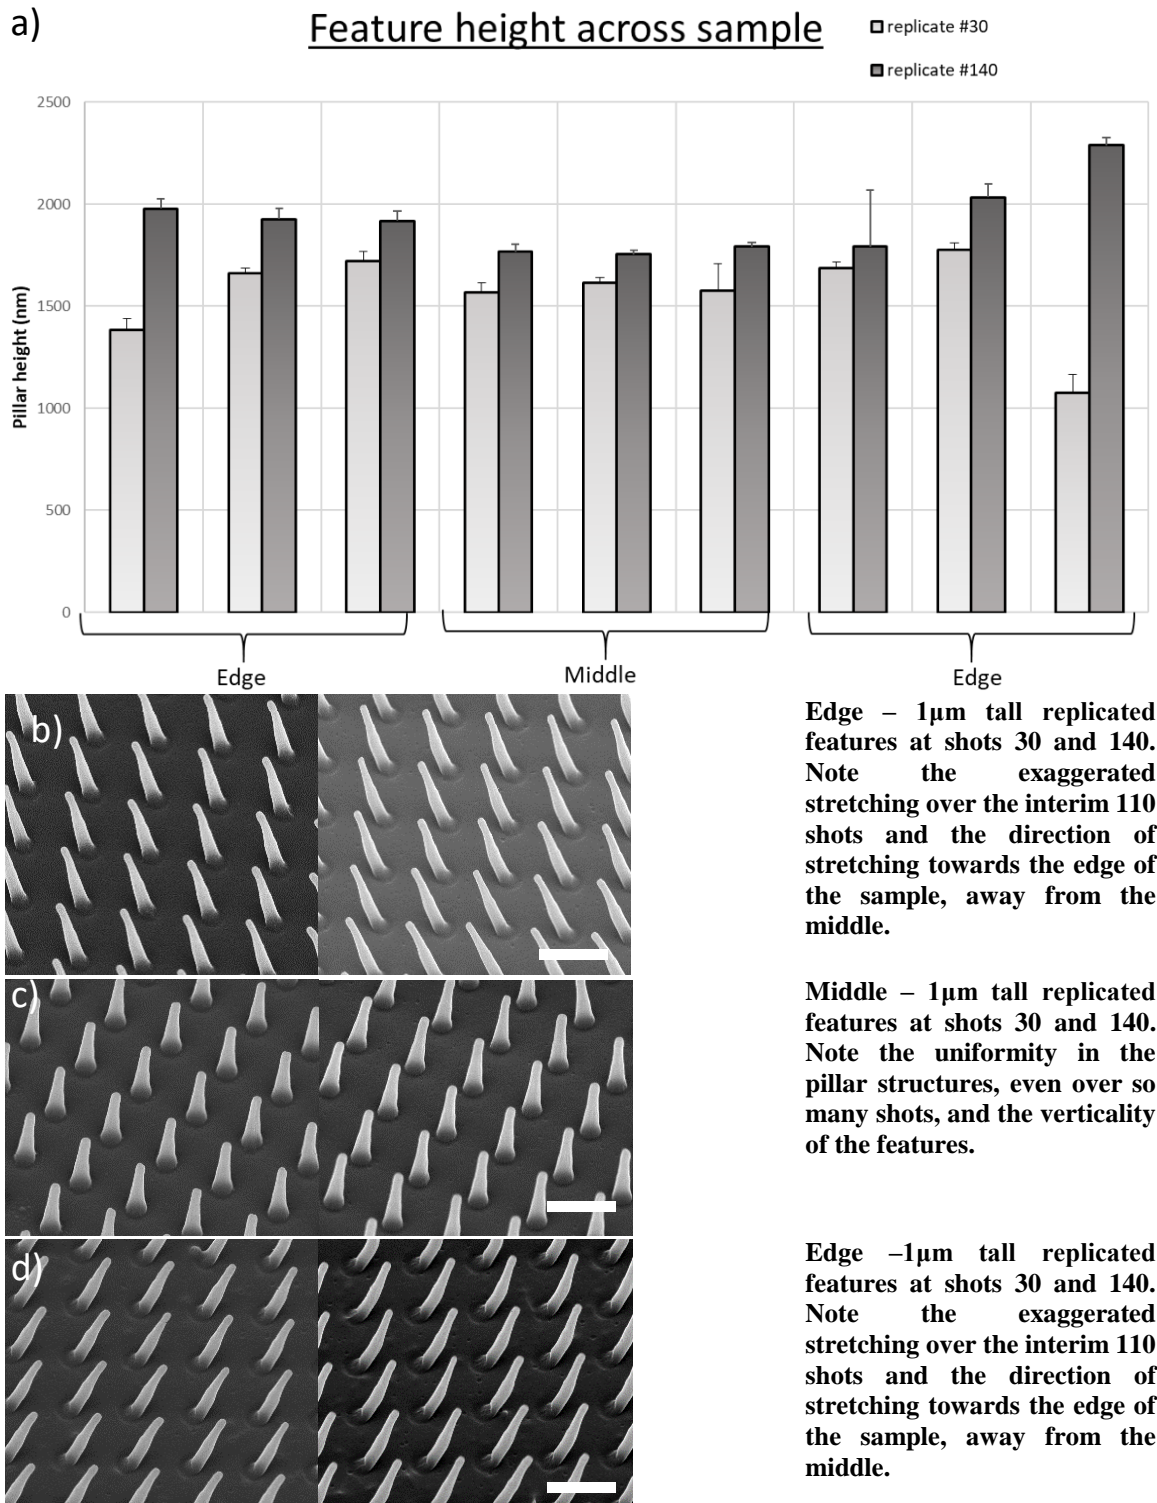 a)
Feature height across sample
replicate #30
replicate #140
Pillar height (nm)
2500
2000
1500
1000
500
0
Edge
Middle
Edge
b)
Edge – 1μm tall replicated
features at shots 30 and 140.
Note the exaggerated
stretching over the interim 110
shots and the direction of
stretching towards the edge of
the sample, away from the
middle.
c)
Middle – 1μm tall replicated
features at shots 30 and 140.
Note the uniformity in the
pillar structures, even over so
many shots, and the verticality
of the features.
d)
Edge –1μm tall replicated
features at shots 30 and 140.
Note the exaggerated
stretching over the interim 110
shots and the direction of
stretching towards the edge of
the sample, away from the
middle.